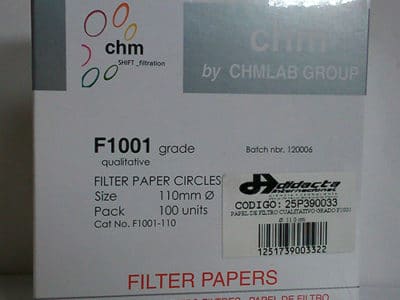 chm
chm
SHIFT_filtration
by CHMLAB GROUP
F1001 grade
qualitative
Batch nbr. 120006
FILTER PAPER CIRCLES
Size 110mm Ø
Pack 100 units
Cat No. F1001-110
didacta
CODIGO: 25P390033
PAPEL DE FILTRO CUALITATIVO GRADO F1001
Ø 110 mm
1251739003322
FILTER PAPERS
PAPEL DE FILTRO